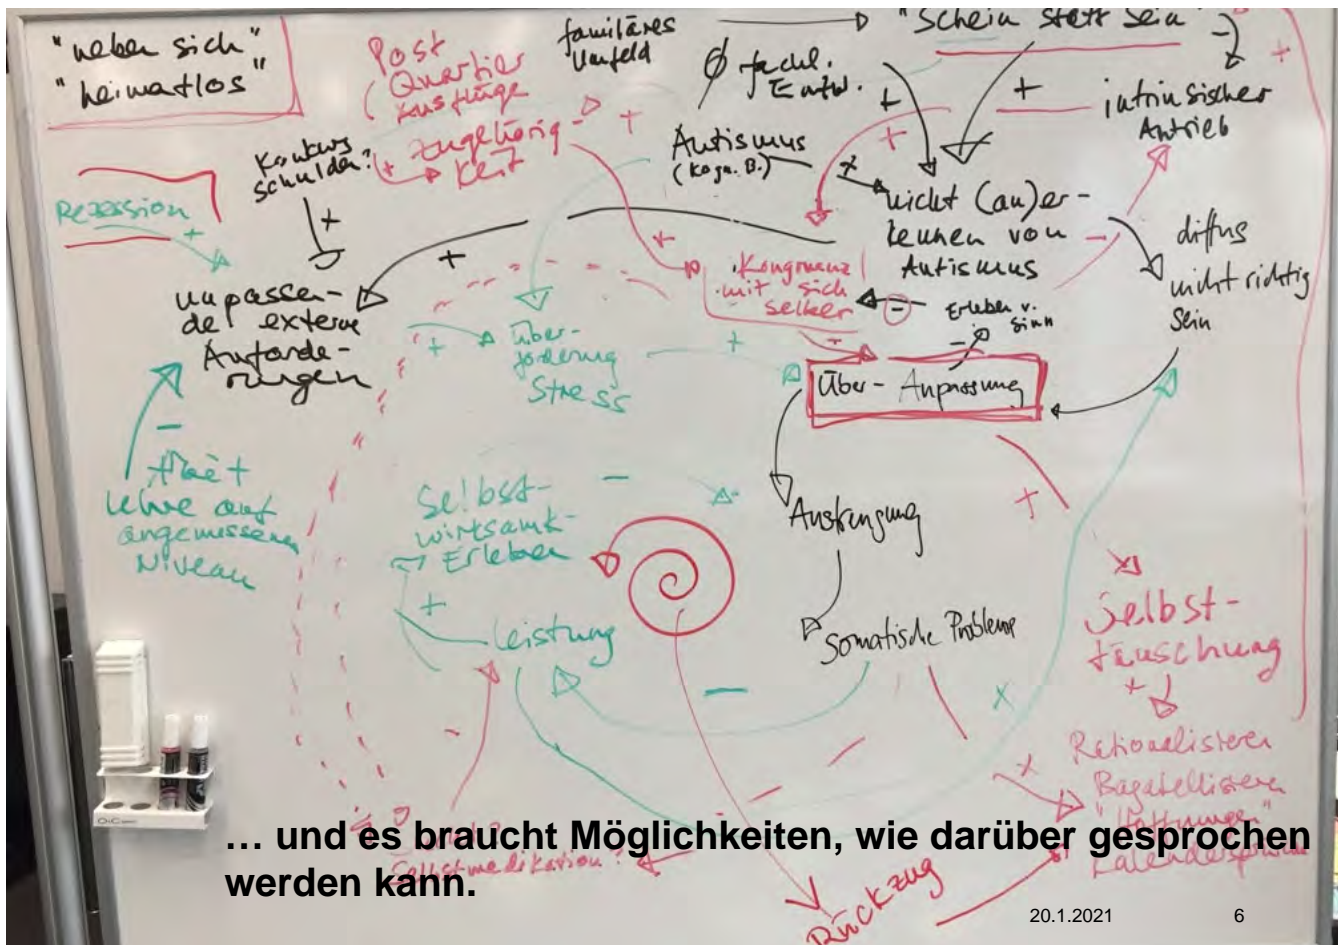 "neben sich"
"heimatlos"
Post
Quartier
Ausflüge
+ Zugehörig-
keit
familiäres
Umfeld
"Schein statt Sein"
Ø fachl.
Entw.
intrinsischer
Antrieb
Autismus
(kogn. B.)
Konkurs
schulden?
Rezession
nicht (an)er-
kennen von
Autismus
diffus
nicht richtig
Sein
Kongruenz
mit sich
selber
Erleben v.
Sinn
unpassen-
de externe
Anforde-
rungen
Über-
forderung
Stress
Über-Anpassung
Lehre auf
angemessenem
Niveau
Selbst-
wirksamk-
Erleben
Anstrengung
Leistung
Somatische Probleme
Selbst-
täuschung
Rationalisieren
Bagatellisieren
"Hoffnungen"
Selbstmedikation?
Rückzug
… und es braucht Möglichkeiten, wie darüber gesprochen
werden kann.
20.1.2021
6